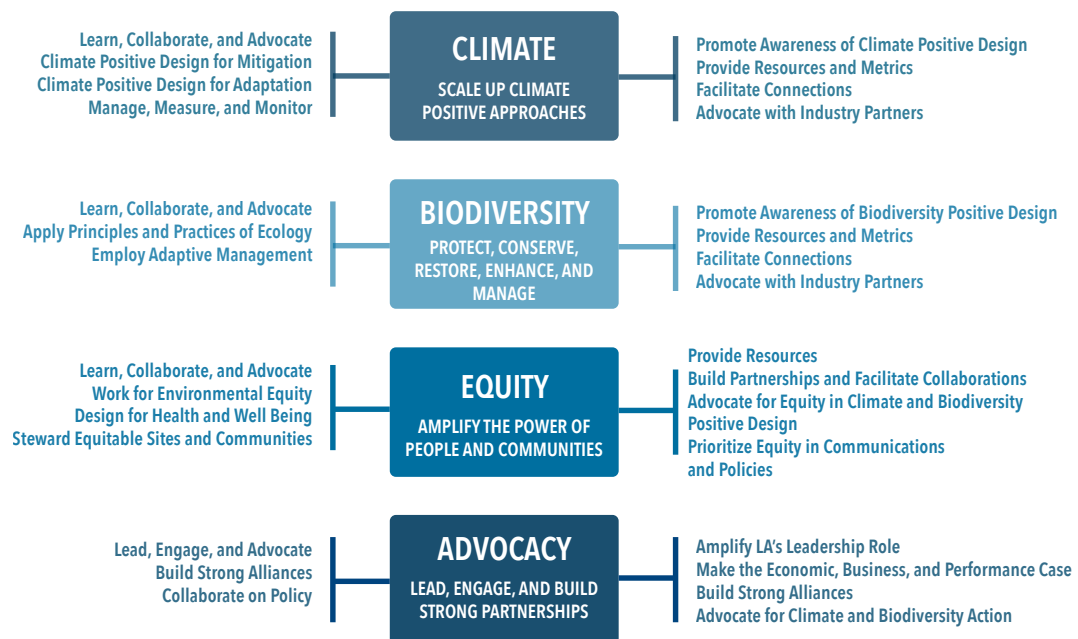 Learn, Collaborate, and Advocate
Climate Positive Design for Mitigation
Climate Positive Design for Adaptation
Manage, Measure, and Monitor
CLIMATE
SCALE UP CLIMATE
POSITIVE APPROACHES
Promote Awareness of Climate Positive Design
Provide Resources and Metrics
Facilitate Connections
Advocate with Industry Partners
Learn, Collaborate, and Advocate
Apply Principles and Practices of Ecology
Employ Adaptive Management
BIODIVERSITY
PROTECT, CONSERVE,
RESTORE, ENHANCE, AND
MANAGE
Promote Awareness of Biodiversity Positive Design
Provide Resources and Metrics
Facilitate Connections
Advocate with Industry Partners
Learn, Collaborate, and Advocate
Work for Environmental Equity
Design for Health and Well Being
Steward Equitable Sites and Communities
EQUITY
AMPLIFY THE POWER OF
PEOPLE AND COMMUNITIES
Provide Resources
Build Partnerships and Facilitate Collaborations
Advocate for Equity in Climate and Biodiversity
Positive Design
Prioritize Equity in Communications
and Policies
Lead, Engage, and Advocate
Build Strong Alliances
Collaborate on Policy
ADVOCACY
LEAD, ENGAGE, AND BUILD
STRONG PARTNERSHIPS
Amplify LA's Leadership Role
Make the Economic, Business, and Performance Case
Build Strong Alliances
Advocate for Climate and Biodiversity Action